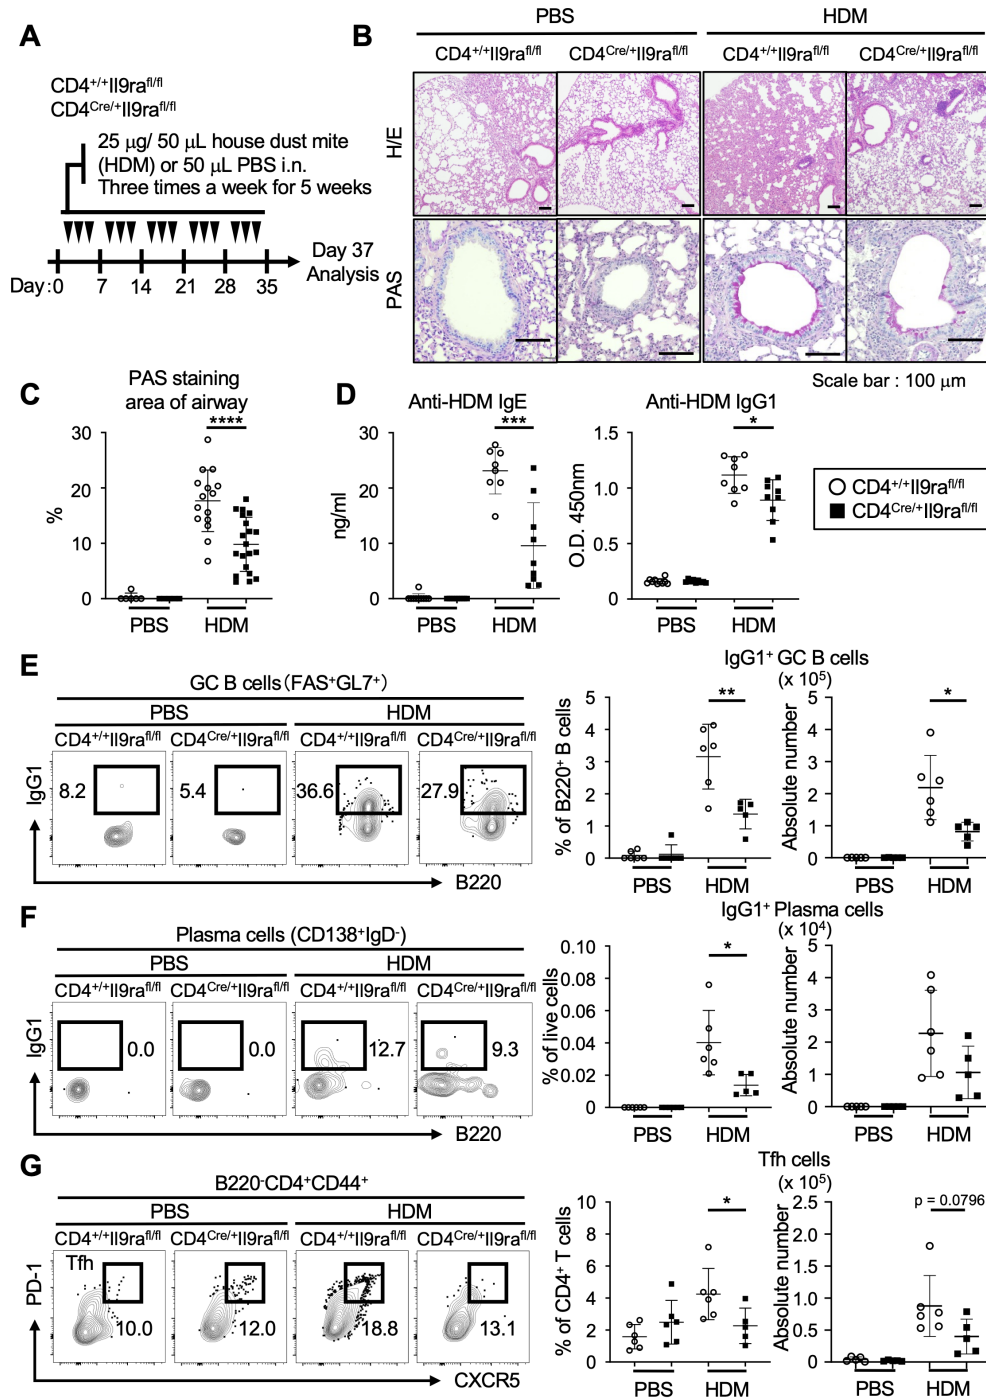 A
CD4+/+Il9rafl/fl
CD4Cre/+Il9rafl/fl
25 μg/ 50 μL house dust mite
(HDM) or 50 μL PBS i.n.
Three times a week for 5 weeks
Day:0 7 14 21 28 35
Day 37
Analysis
B
PBS HDM
CD4+/+Il9rafl/fl CD4Cre/+Il9rafl/fl CD4+/+Il9rafl/fl CD4Cre/+Il9rafl/fl
H/E
PAS
Scale bar : 100 μm
C
PAS staining
area of airway
%
30
20
10
0
****
PBS HDM
D
Anti-HDM IgE
ng/ml
30
20
10
0
***
PBS HDM
Anti-HDM IgG1
O.D. 450nm
1.5
1.0
0.5
0
*
PBS HDM
CD4+/+Il9rafl/fl
CD4Cre/+Il9rafl/fl
E
GC B cells(FAS+GL7+)
PBS HDM
CD4+/+Il9rafl/fl CD4Cre/+Il9rafl/fl CD4+/+Il9rafl/fl CD4Cre/+Il9rafl/fl
IgG1
8.2 5.4 36.6 27.9
B220
IgG1+ GC B cells
% of B220+ B cells
5
4
3
2
1
0
**
PBS HDM
(x 105)
Absolute number
5
4
3
2
1
0
*
PBS HDM
F
Plasma cells (CD138+IgD-)
PBS HDM
CD4+/+Il9rafl/fl CD4Cre/+Il9rafl/fl CD4+/+Il9rafl/fl CD4Cre/+Il9rafl/fl
IgG1
0.0 0.0 12.7 9.3
B220
IgG1+ Plasma cells
% of live cells
0.10
0.08
0.06
0.04
0.02
0
*
PBS HDM
(x 104)
Absolute number
5
4
3
2
1
0
PBS HDM
G
B220-CD4+CD44+
PBS HDM
CD4+/+Il9rafl/fl CD4Cre/+Il9rafl/fl CD4+/+Il9rafl/fl CD4Cre/+Il9rafl/fl
PD-1
Tfh
10.0 12.0 18.8 13.1
CXCR5
Tfh cells
% of CD4+ T cells
10
8
6
4
2
0
*
PBS HDM
(x 105)
Absolute number
2.5
2.0
1.5
1.0
0.5
0
p = 0.0796
PBS HDM